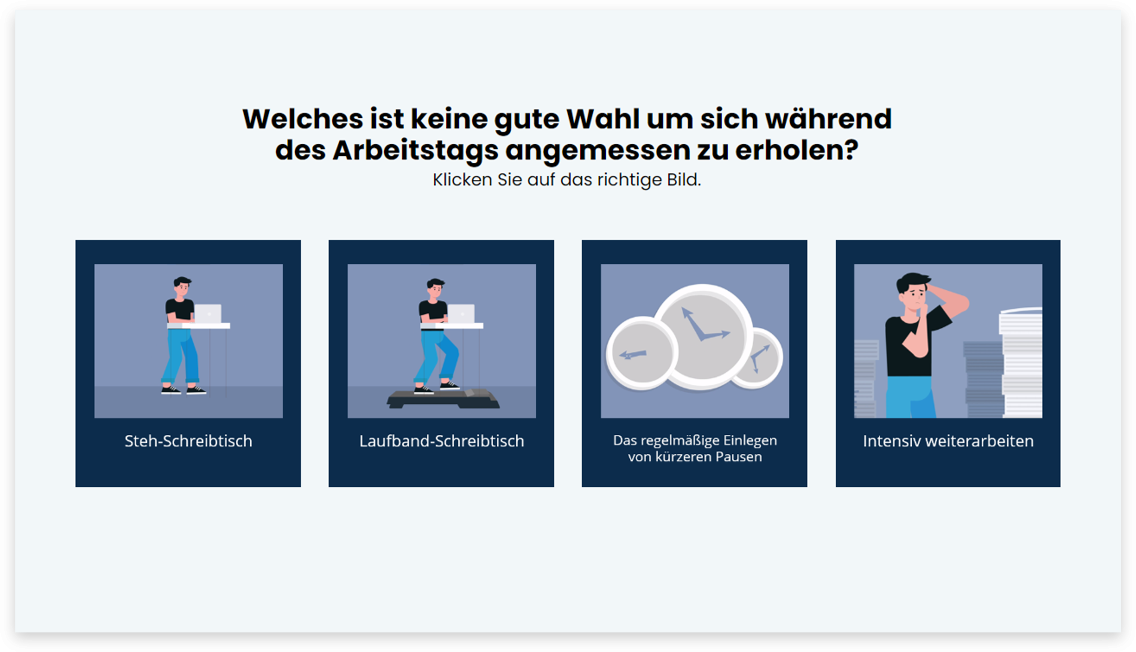 Welches ist keine gute Wahl um sich während
des Arbeitstags angemessen zu erholen?
Klicken Sie auf das richtige Bild.
Steh-Schreibtisch
Laufband-Schreibtisch
Das regelmäßige Einlegen
von kürzeren Pausen
Intensiv weiterarbeiten